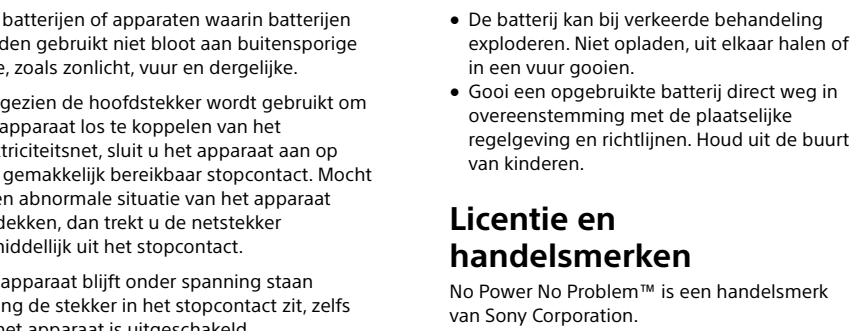 batterijen of apparaten waarin batterijen
gebruikt niet bloot aan buitensporige
zoals zonlicht, vuur en dergelijke.
de hoofdstekker wordt gebruikt om
apparaat los te koppelen van het
sluit u het apparaat aan op
gemakkelijk bereikbaar stopcontact. Mocht
abnormale situatie van het apparaat
dan trekt u de netstekker
uit het stopcontact.
apparaat blijft onder spanning staan
de stekker in het stopcontact zit, zelfs
apparaat is uitgeschakeld.
• De batterij kan bij verkeerde behandeling
exploderen. Niet opladen, uit elkaar halen of
in een vuur gooien.
• Gooi een opgebruikte batterij direct weg in
overeenstemming met de plaatselijke
regelgeving en richtlijnen. Houd uit de buurt
van kinderen.
Licentie en
handelsmerken
No Power No Problem™ is een handelsmerk
van Sony Corporation.